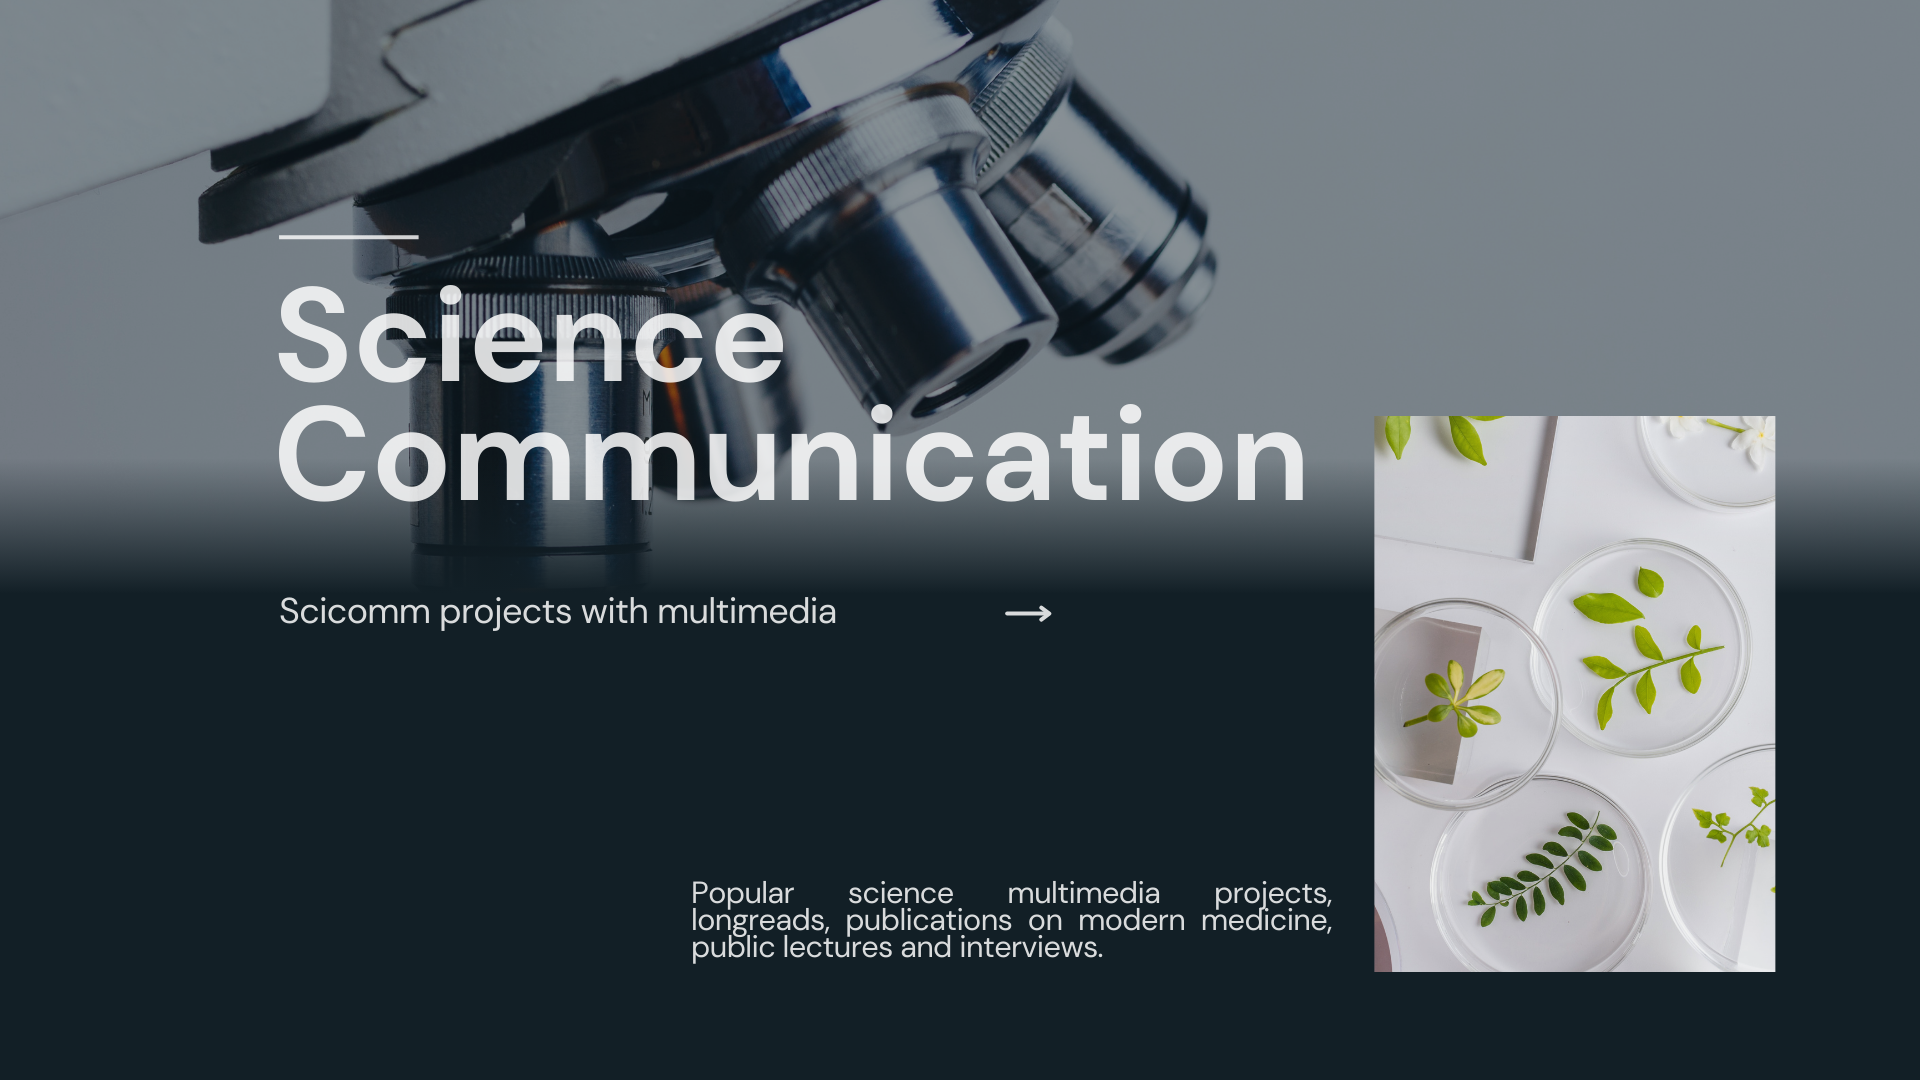 Science
Communication
Scicomm projects with multimedia
Popular science multimedia projects,
longreads, publications on modern medicine,
public lectures and interviews.